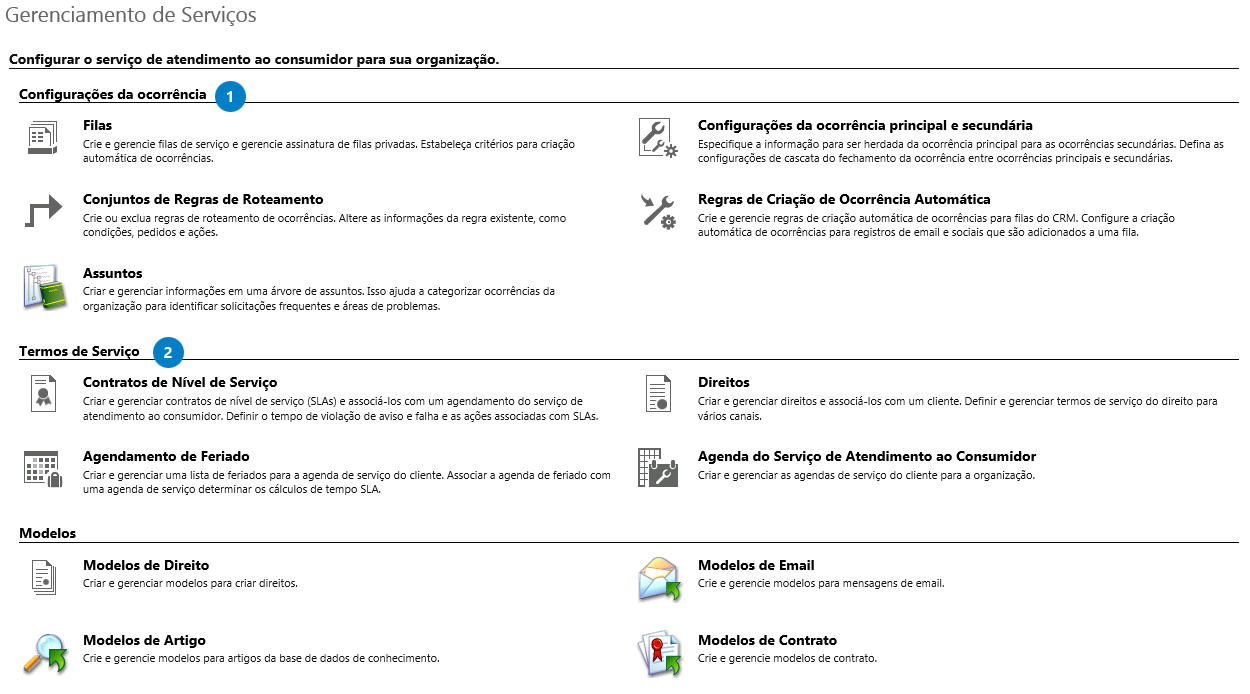 Gerenciamento de Serviços
Configurar o serviço de atendimento ao consumidor para sua organização.
Configurações da ocorrência 1
Filas
Crie e gerencie filas de serviço e gerencie assinatura de filas privadas. Estabeleça critérios para criação
automática de ocorrências.
Configurações da ocorrência principal e secundária
Especifique a informação para ser herdada da ocorrência principal para as ocorrências secundárias. Defina as
configurações de cascata do fechamento da ocorrência entre ocorrências principais e secundárias.
Conjuntos de Regras de Roteamento
Crie ou exclua regras de roteamento de ocorrências. Altere as informações da regra existente, como
condições, pedidos e ações.
Regras de Criação de Ocorrência Automática
Crie e gerencie regras de criação automática de ocorrências para filas do CRM. Configure a criação
automática de ocorrências para registros de email e sociais que são adicionados a uma fila.
Assuntos
Criar e gerenciar informações em uma árvore de assuntos. Isso ajuda a categorizar ocorrências da
organização para identificar solicitações frequentes e áreas de problemas.
Termos de Serviço 2
Contratos de Nível de Serviço
Criar e gerenciar contratos de nível de serviço (SLAs) e associá-los com um agendamento do serviço de
atendimento ao consumidor. Definir o tempo de violação de aviso e falha e as ações associadas com SLAs.
Direitos
Criar e gerenciar direitos e associá-los com um cliente. Definir e gerenciar termos de serviço do direito para
vários canais.
Agendamento de Feriado
Criar e gerenciar uma lista de feriados para a agenda de serviço do cliente. Associar a agenda de feriado com
uma agenda de serviço determinar os cálculos de tempo SLA.
Agenda do Serviço de Atendimento ao Consumidor
Criar e gerenciar as agendas de serviço do cliente para a organização.
Modelos
Modelos de Direito
Criar e gerenciar modelos para criar direitos.
Modelos de Email
Crie e gerencie modelos para mensagens de email.
Modelos de Artigo
Crie e gerencie modelos para artigos da base de dados de conhecimento.
Modelos de Contrato
Crie e gerencie modelos de contrato.